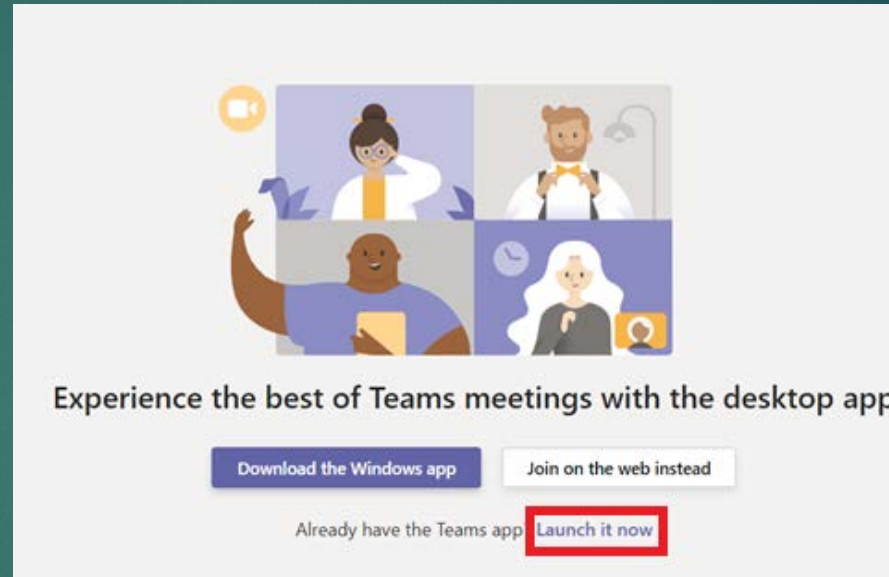 Experience the best of Teams meetings with the desktop app
Download the Windows app
Join on the web instead
Already have the Teams app Launch it now